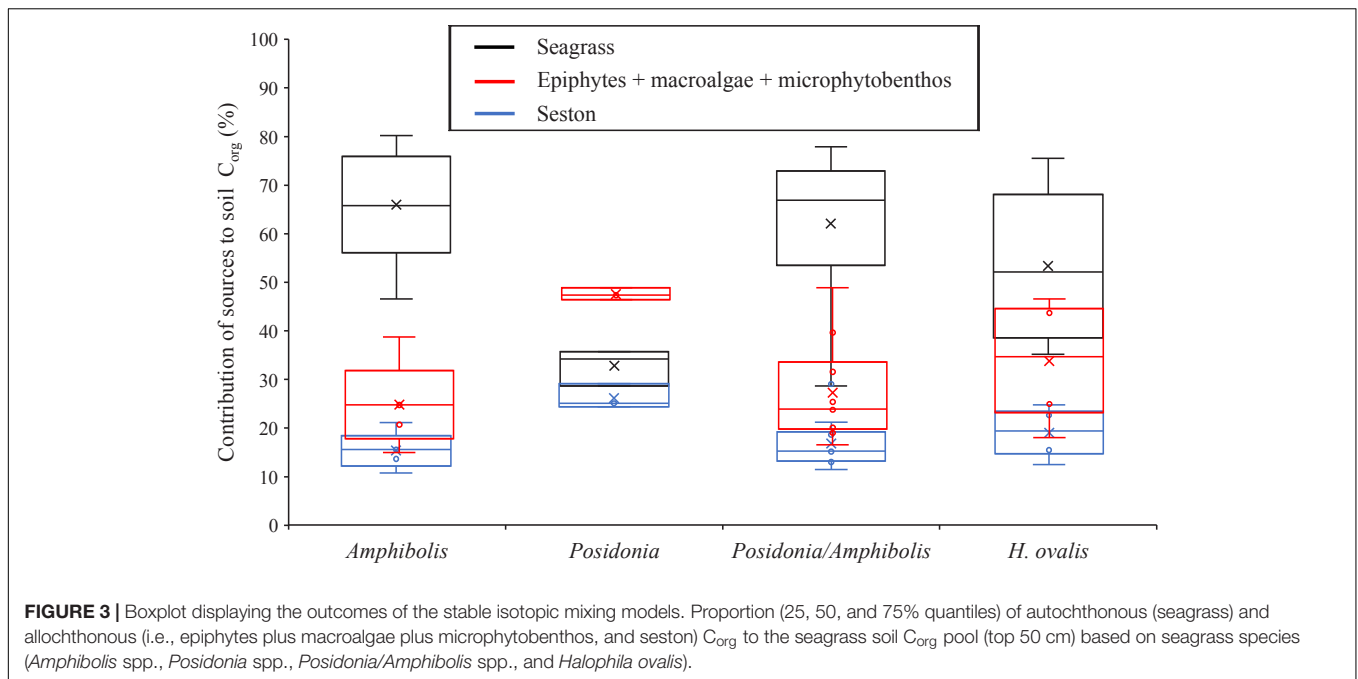 100
90
80
70
60
50
40
30
20
10
0
Contribution of sources to soil C_org (%)
Seagrass
Epiphytes + macroalgae + microphytobenthos
Seston
Amphibolis
Posidonia
Posidonia/Amphibolis
H. ovalis
FIGURE 3 | Boxplot displaying the outcomes of the stable isotopic mixing models. Proportion (25, 50, and 75% quantiles) of autochthonous (seagrass) and
allochthonous (i.e., epiphytes plus macroalgae plus microphytobenthos, and seston) C_org to the seagrass soil C_org pool (top 50 cm) based on seagrass species
(Amphibolis spp., Posidonia spp., Posidonia/Amphibolis spp., and Halophila ovalis).